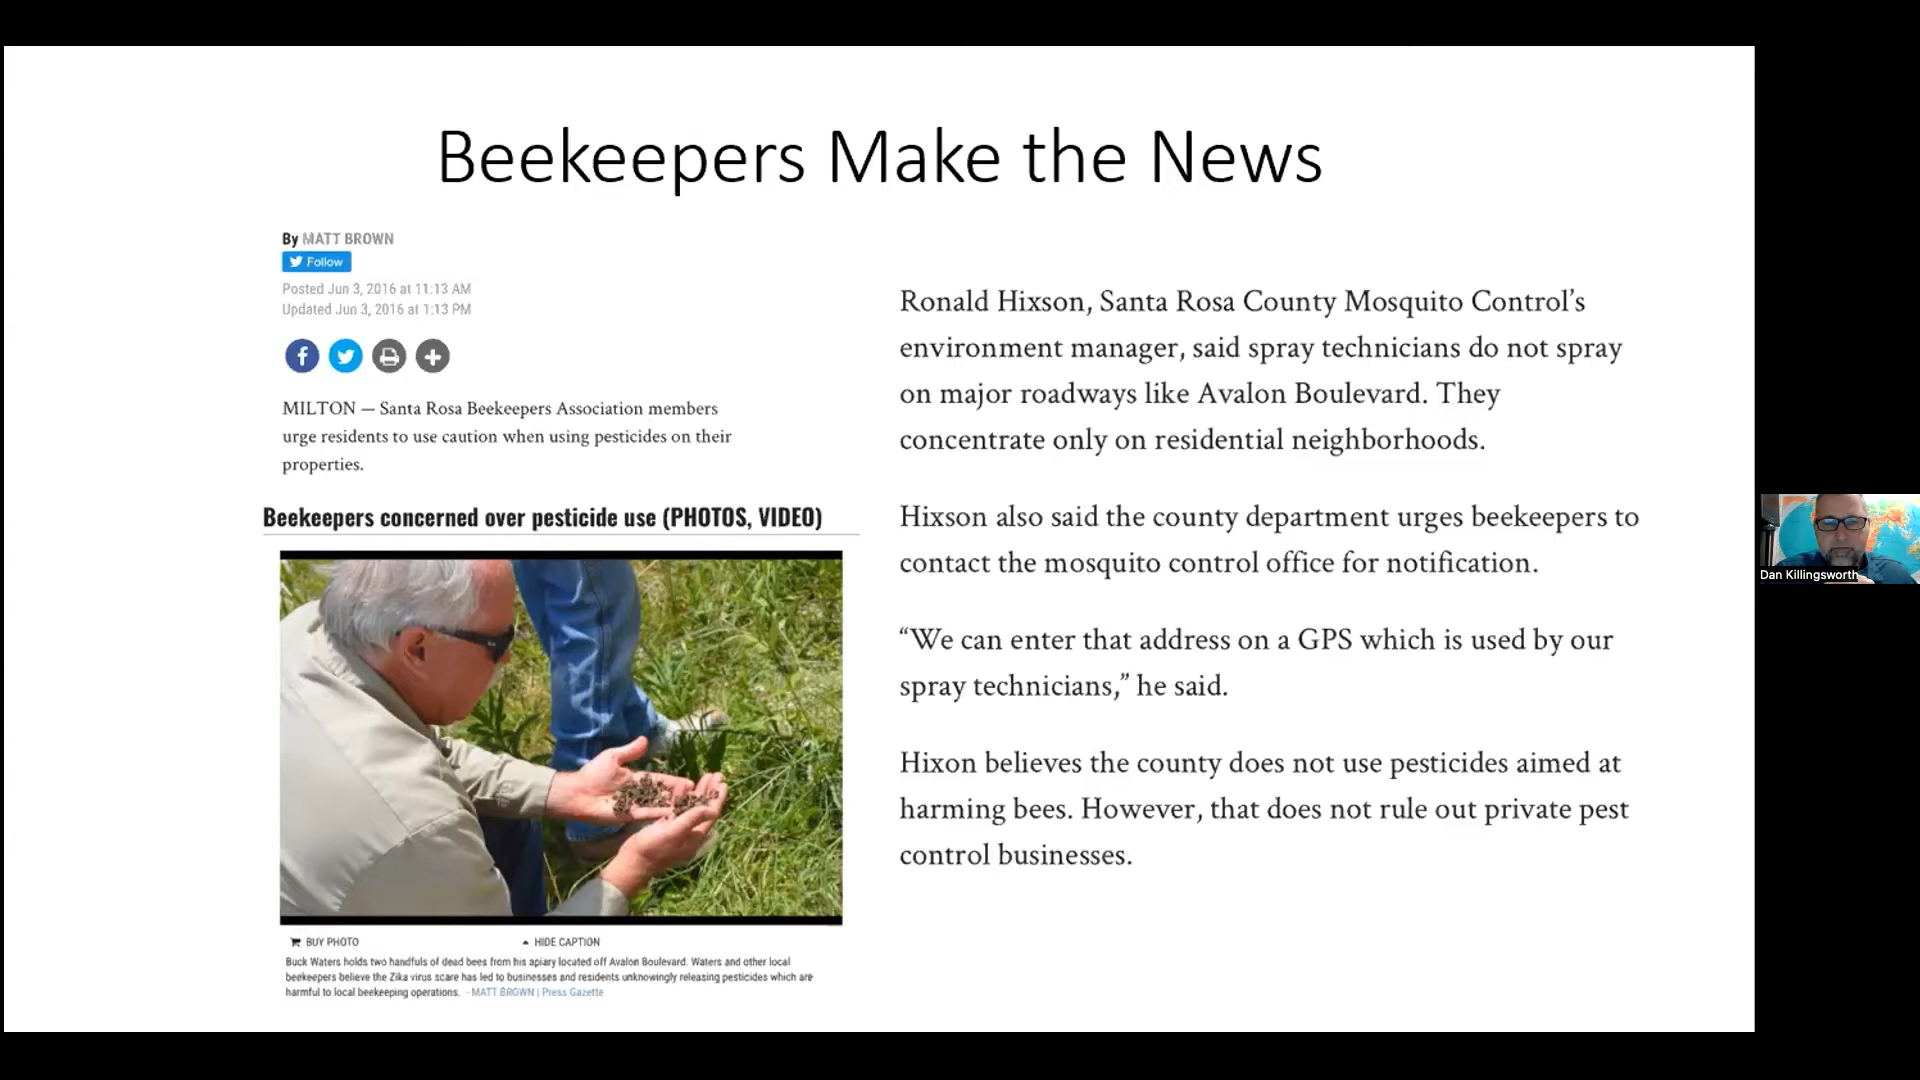 Beekeepers Make the News
By MATT BROWN
Follow
Posted Jun 3, 2016 at 11:13 AM
Updated Jun 3, 2016 at 1:13 PM
MILTON — Santa Rosa Beekeepers Association members
urge residents to use caution when using pesticides on their
properties.
Beekeepers concerned over pesticide use (PHOTOS, VIDEO)
BUY PHOTO
HIDE CAPTION
Buck Waters holds two handfuls of dead bees from his apiary located off Avalon Boulevard. Waters and other local
beekeepers believe the Zika virus scare has led to businesses and residents unknowingly releasing pesticides which are
harmful to local beekeeping operations. - MATT BROWN | Press Gazette
Ronald Hixson, Santa Rosa County Mosquito Control’s
environment manager, said spray technicians do not spray
on major roadways like Avalon Boulevard. They
concentrate only on residential neighborhoods.
Hixson also said the county department urges beekeepers to
contact the mosquito control office for notification.
“We can enter that address on a GPS which is used by our
spray technicians,” he said.
Hixon believes the county does not use pesticides aimed at
harming bees. However, that does not rule out private pest
control businesses.
Dan Killingsworth